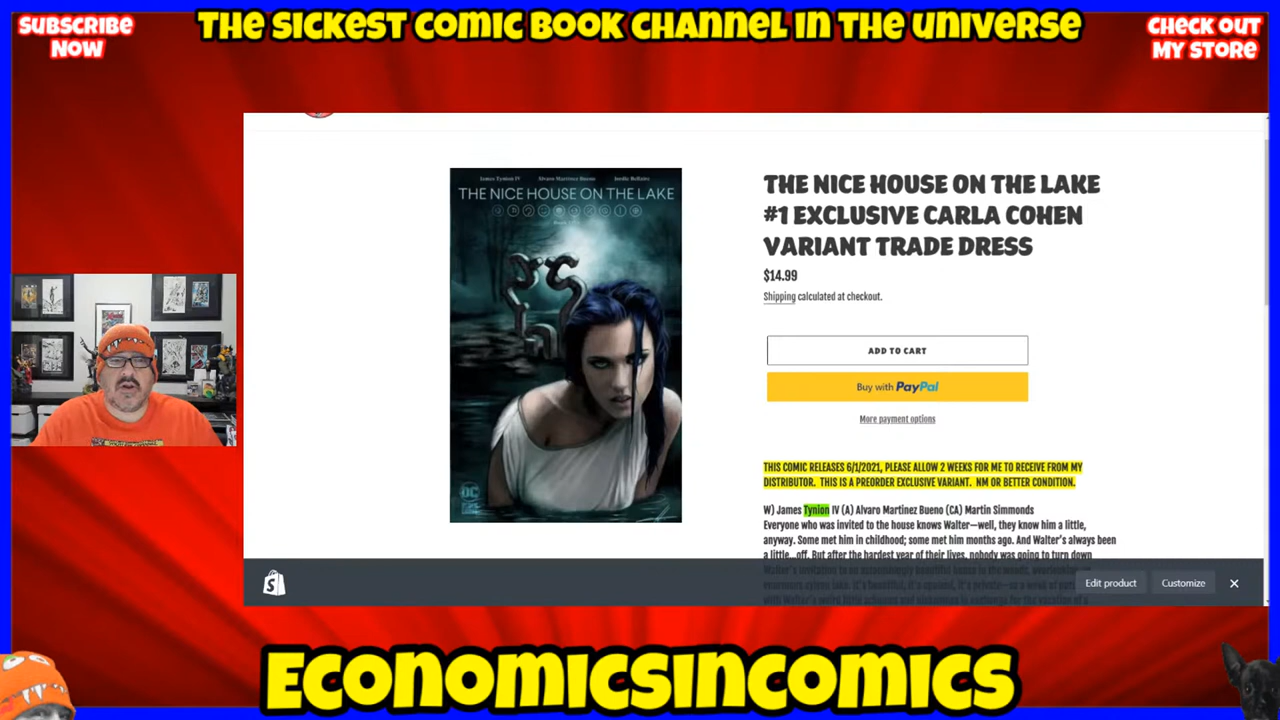 SUBSCRIBE
NOW
THE SICKEST COMIC BOOK CHANNEL IN THE UNIVERSE
CHECK OUT
MY STORE
James Tynion IV Álvaro Martínez Bueno Jordie Bellaire
THE NICE HOUSE ON THE LAKE
DC
THE NICE HOUSE ON THE LAKE
#1 EXCLUSIVE CARLA COHEN
VARIANT TRADE DRESS
$14.99
Shipping calculated at checkout.
ADD TO CART
Buy with PayPal
More payment options
THIS COMIC RELEASES 6/1/2021, PLEASE ALLOW 2 WEEKS FOR ME TO RECEIVE FROM MY
DISTRIBUTOR. THIS IS A PREORDER EXCLUSIVE VARIANT. NM OR BETTER CONDITION.
W) James Tynion IV (A) Alvaro Martinez Bueno (CA) Martin Simmonds
Everyone who was invited to the house knows Walter—well, they know him a little,
anyway. Some met him in childhood; some met him months ago. And Walter's always been
a little...off. But after the hardest year of their lives, nobody was going to turn down
Edit product Customize
EconomicsInComics